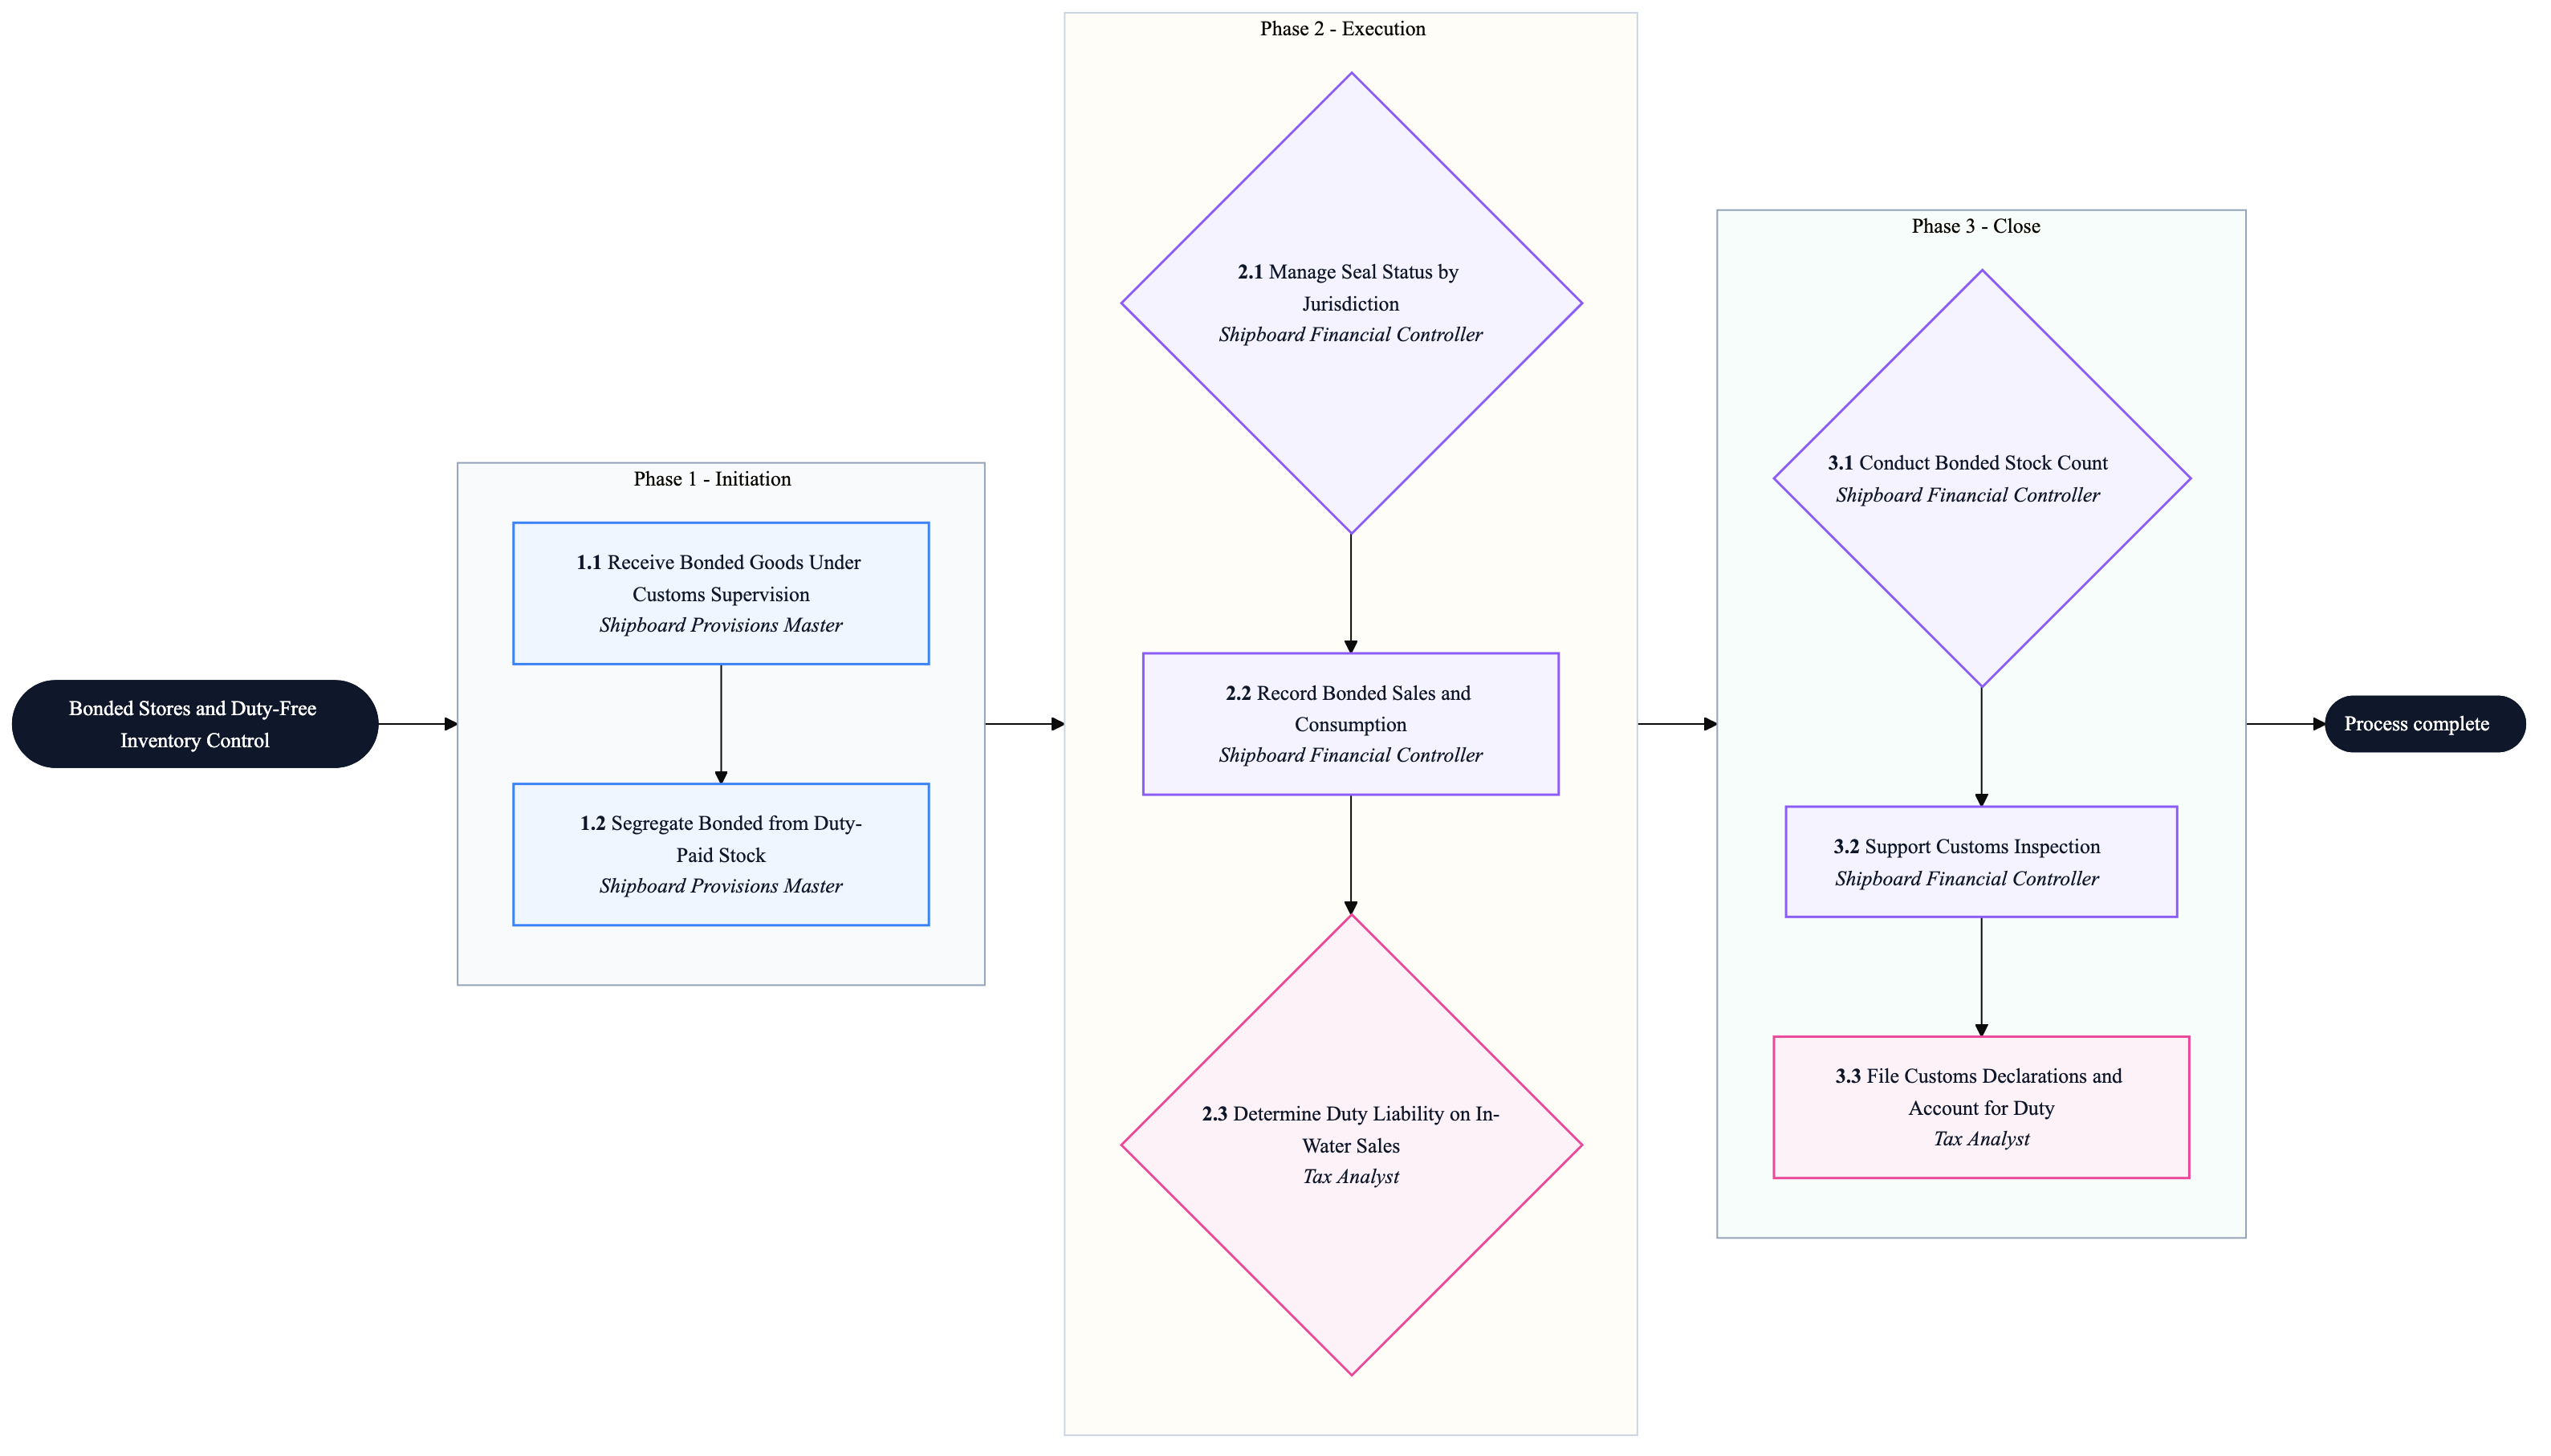 Bonded Stores and Duty-Free
Inventory Control
Phase 1 - Initiation
1.1 Receive Bonded Goods Under
Customs Supervision
Shipboard Provisions Master
1.2 Segregate Bonded from Duty-
Paid Stock
Shipboard Provisions Master
Phase 2 - Execution
2.1 Manage Seal Status by
Jurisdiction
Shipboard Financial Controller
2.2 Record Bonded Sales and
Consumption
Shipboard Financial Controller
2.3 Determine Duty Liability on In-
Water Sales
Tax Analyst
Phase 3 - Close
3.1 Conduct Bonded Stock Count
Shipboard Financial Controller
3.2 Support Customs Inspection
Shipboard Financial Controller
3.3 File Customs Declarations and
Account for Duty
Tax Analyst
Process complete